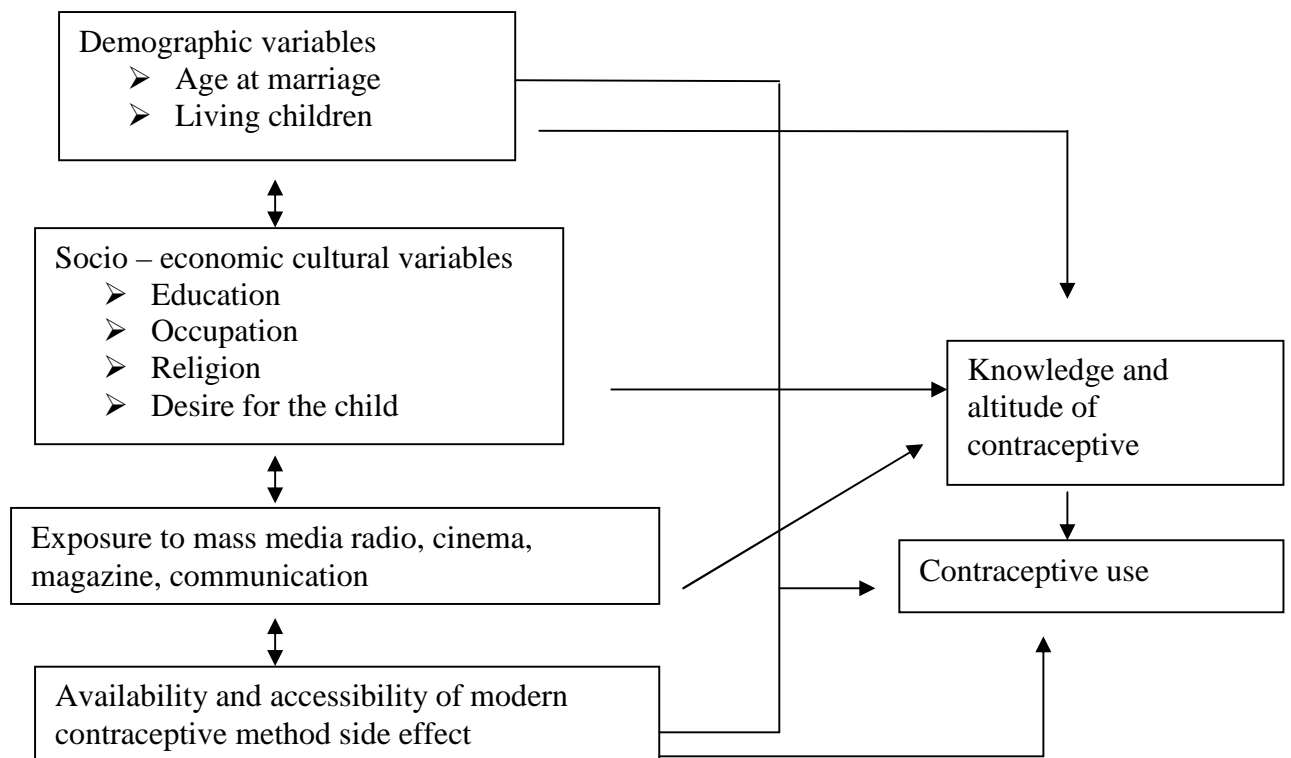 Demographic variables
➢ Age at marriage
➢ Living children
Socio – economic cultural variables
➢ Education
➢ Occupation
➢ Religion
➢ Desire for the child
Knowledge and
altitude of
contraceptive
Exposure to mass media radio, cinema,
magazine, communication
Contraceptive use
Availability and accessibility of modern
contraceptive method side effect